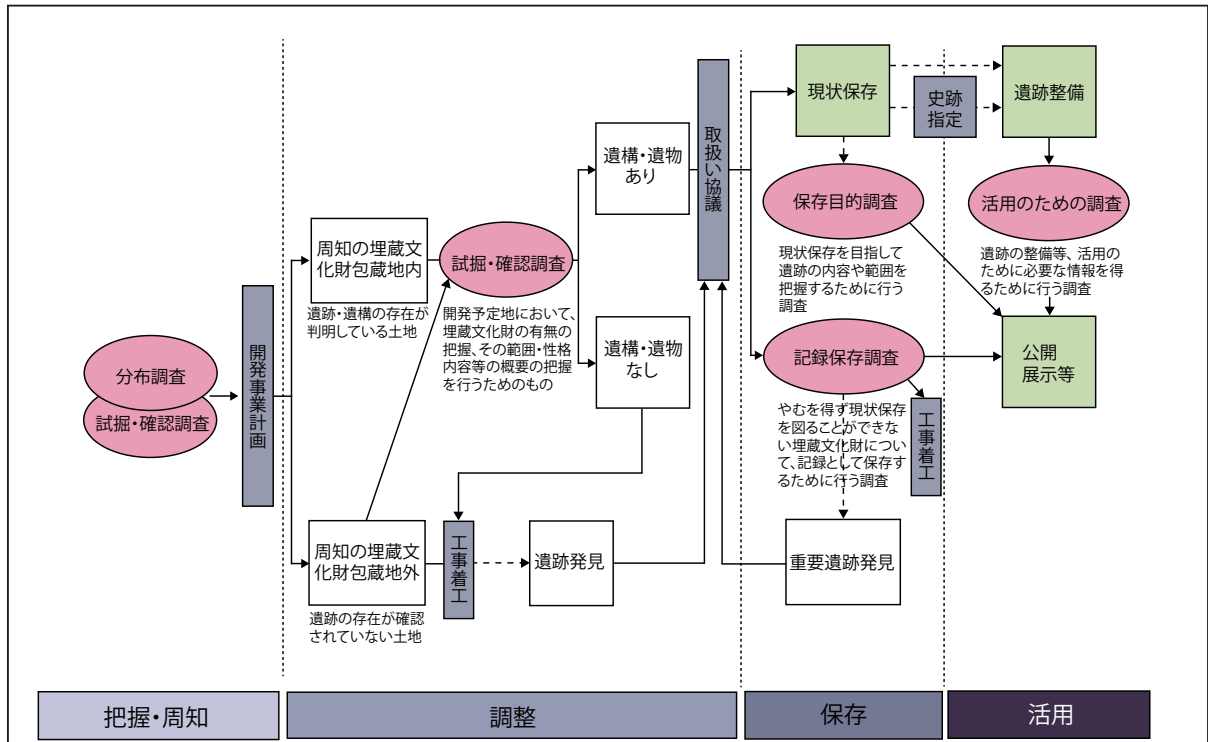 分布調査
試掘・確認調査
開発事業計画
周知の埋蔵文
化財包蔵地内
遺跡・遺構の存在が
判明している土地
周知の埋蔵文
化財包蔵地外
遺跡の存在が確認
されていない土地
試掘・確認調査
開発予定地において、
埋蔵文化財の有無の
把握、その範囲・性格
内容等の概要の把握
を行うためのもの
遺構・遺物
あり
遺構・遺物
なし
工事着工
遺跡発見
取扱い協議
現状保存
保存目的調査
現状保存を目指して
遺跡の内容や範囲を
把握するために行う
調査
記録保存調査
やむを得ず現状保存
を図ることができな
い埋蔵文化財につい
て、記録として保存す
るために行う調査
工事着工
重要遺跡発見
史跡
指定
遺跡整備
活用のための調査
遺跡の整備等、活用の
ために必要な情報を得
るために行う調査
公開
展示等
把握・周知
調整
保存
活用